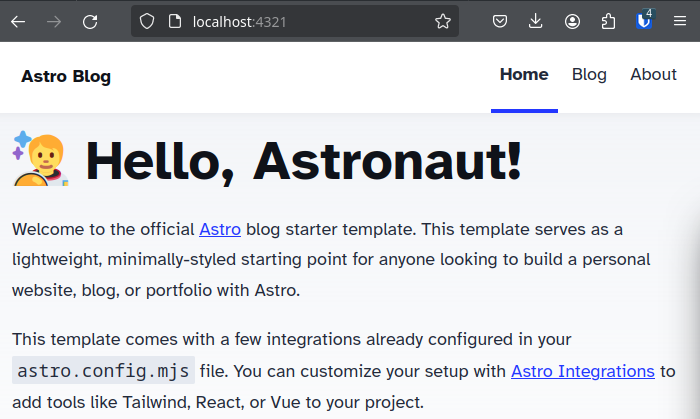 localhost:4321
4
Astro Blog
Home Blog About
Hello, Astronaut!
Welcome to the official Astro blog starter template. This template serves as a
lightweight, minimally-styled starting point for anyone looking to build a personal
website, blog, or portfolio with Astro.
This template comes with a few integrations already configured in your
astro.config.mjs file. You can customize your setup with Astro Integrations to
add tools like Tailwind, React, or Vue to your project.